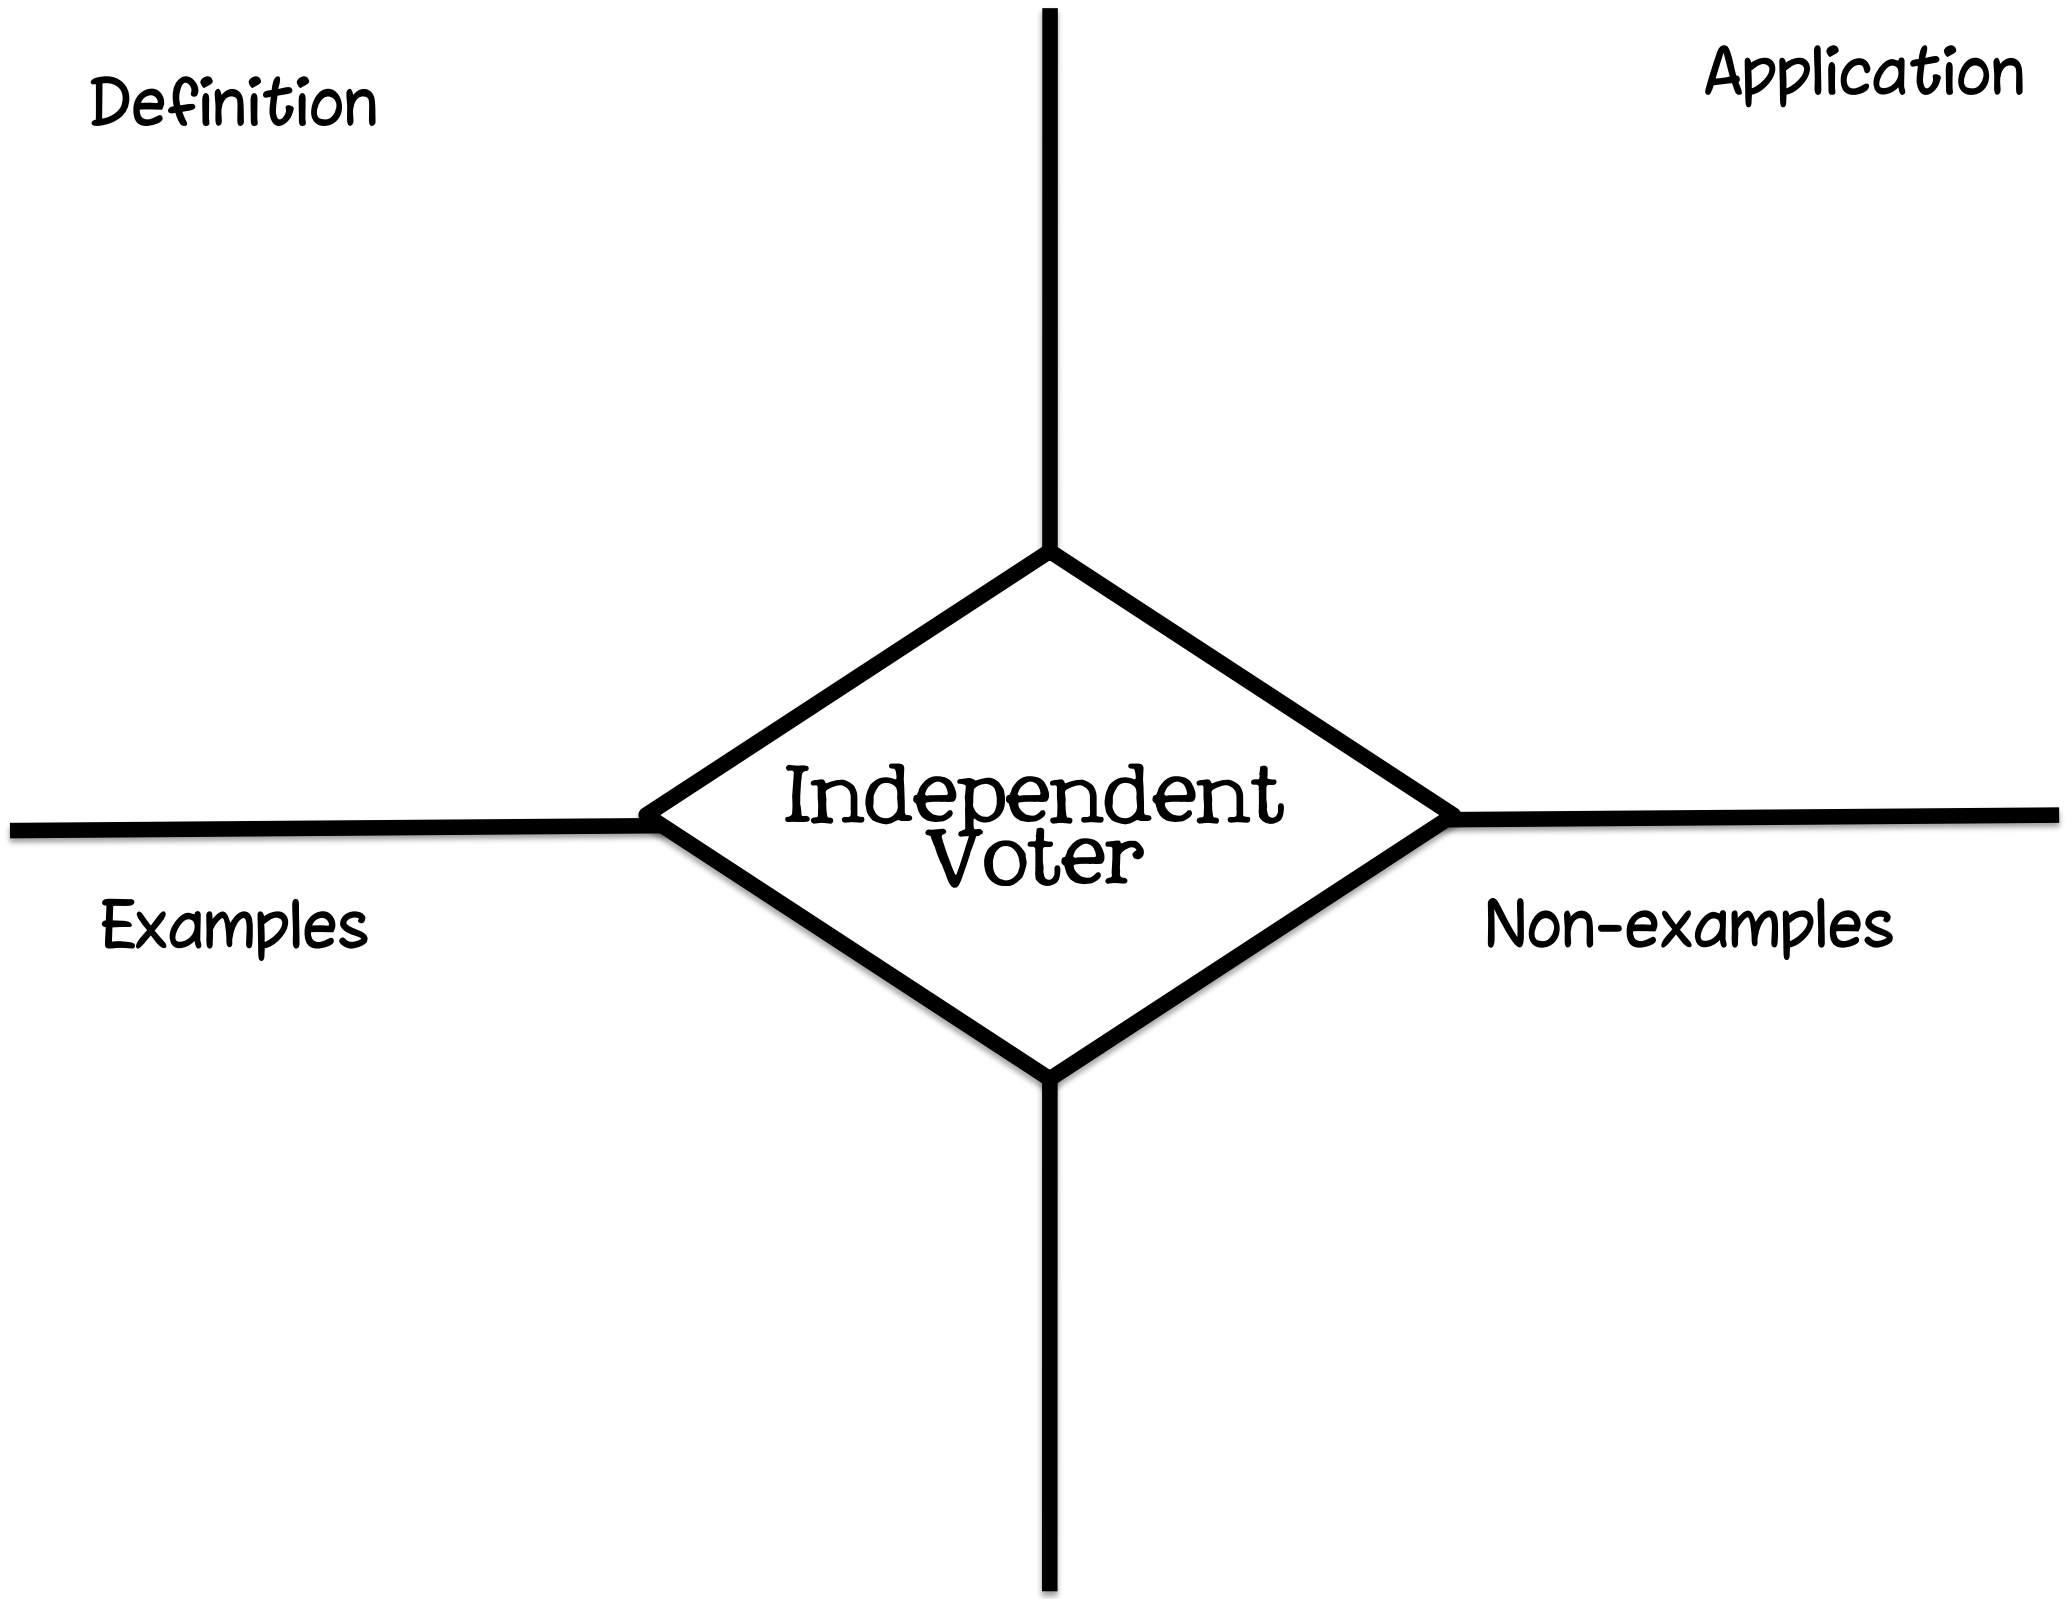 Definition
Application
Independent
Voter
Examples
Non-examples